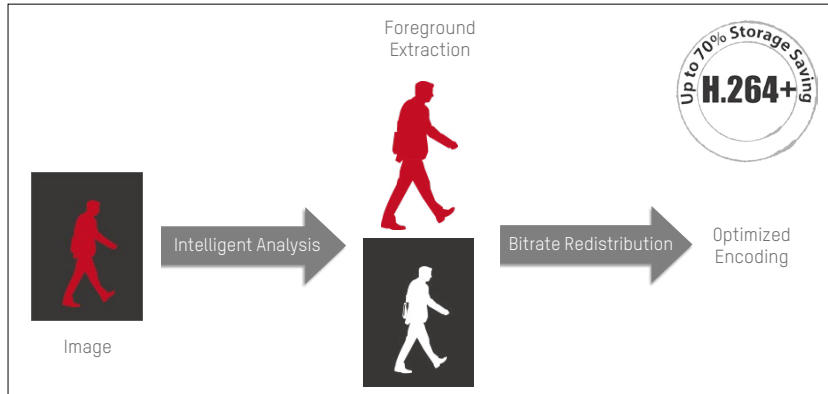 Foreground
Extraction
Up to 70% Storage Saving
H.264+
Intelligent Analysis
Bitrate Redistribution
Optimized
Encoding
Image